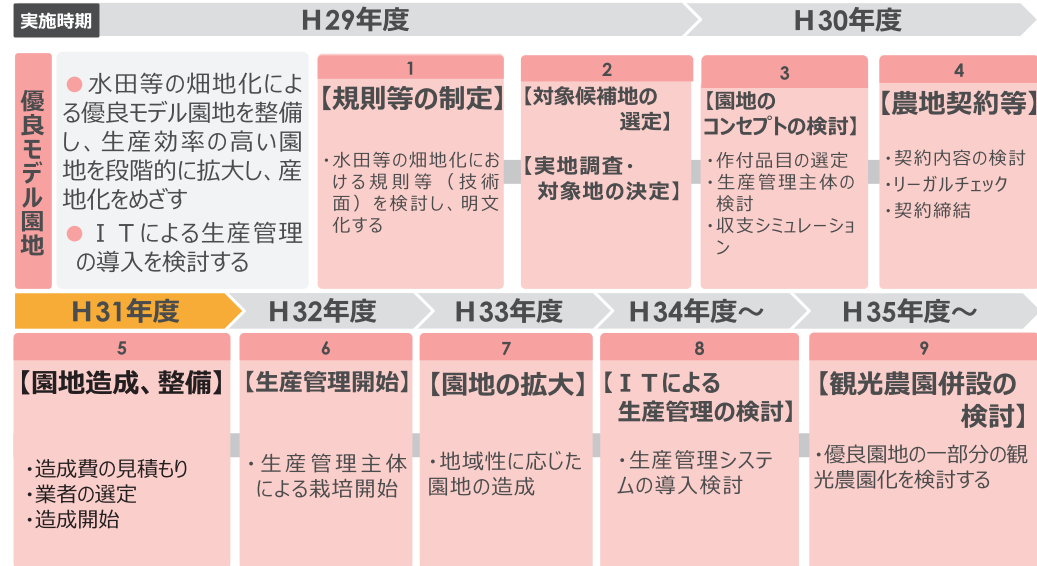 実施時期
H29年度
H30年度
優良モデル園地
●水田等の畑地化によ
る優良モデル園地を整備
し、生産効率の高い園
地を段階的に拡大し、産
地化をめざす
●ＩＴによる生産管理
の導入を検討する
1
【規則等の制定】
・水田等の畑地化にお
ける規則等（技術
面）を検討し、明文
化する
2
【対象候補地の
選定】
【実地調査・
対象地の決定】
3
【園地の
コンセプトの検討】
・作付品目の選定
・生産管理主体の
検討
・収支シミュレーショ
ン
4
【農地契約等】
・契約内容の検討
・リーガルチェック
・契約締結
H31年度
H32年度
H33年度
H34年度～
H35年度～
5
【園地造成、整備】
・造成費の見積もり
・業者の選定
・造成開始
6
【生産管理開始】
・生産管理主体
による栽培開始
7
【園地の拡大】
・地域性に応じた
園地の造成
8
【ＩＴによる
生産管理の検討】
・生産管理システ
ムの導入検討
9
【観光農園併設の
検討】
・優良園地の一部分の観
光農園化を検討する